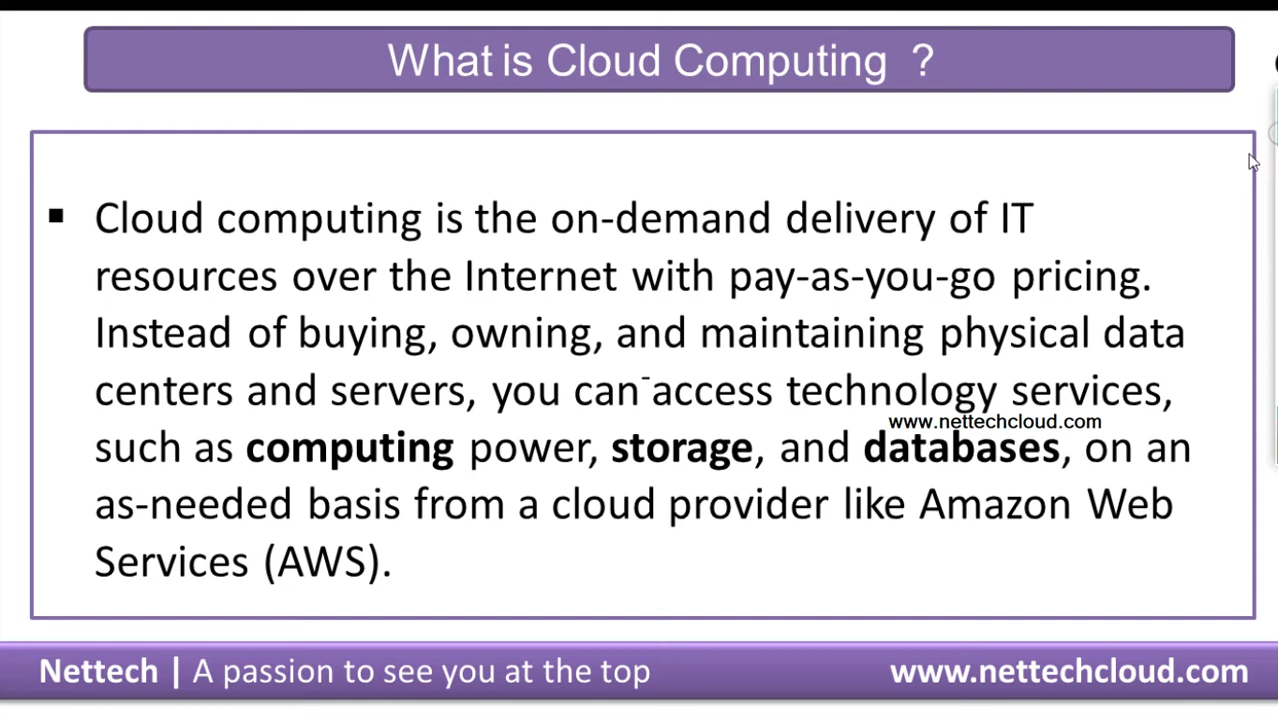 What is Cloud Computing ?
▪ Cloud computing is the on-demand delivery of IT
resources over the Internet with pay-as-you-go pricing.
Instead of buying, owning, and maintaining physical data
centers and servers, you can access technology services,
www.nettechcloud.com
such as computing power, storage, and databases, on an
as-needed basis from a cloud provider like Amazon Web
Services (AWS).
Nettech | A passion to see you at the top
www.nettechcloud.com